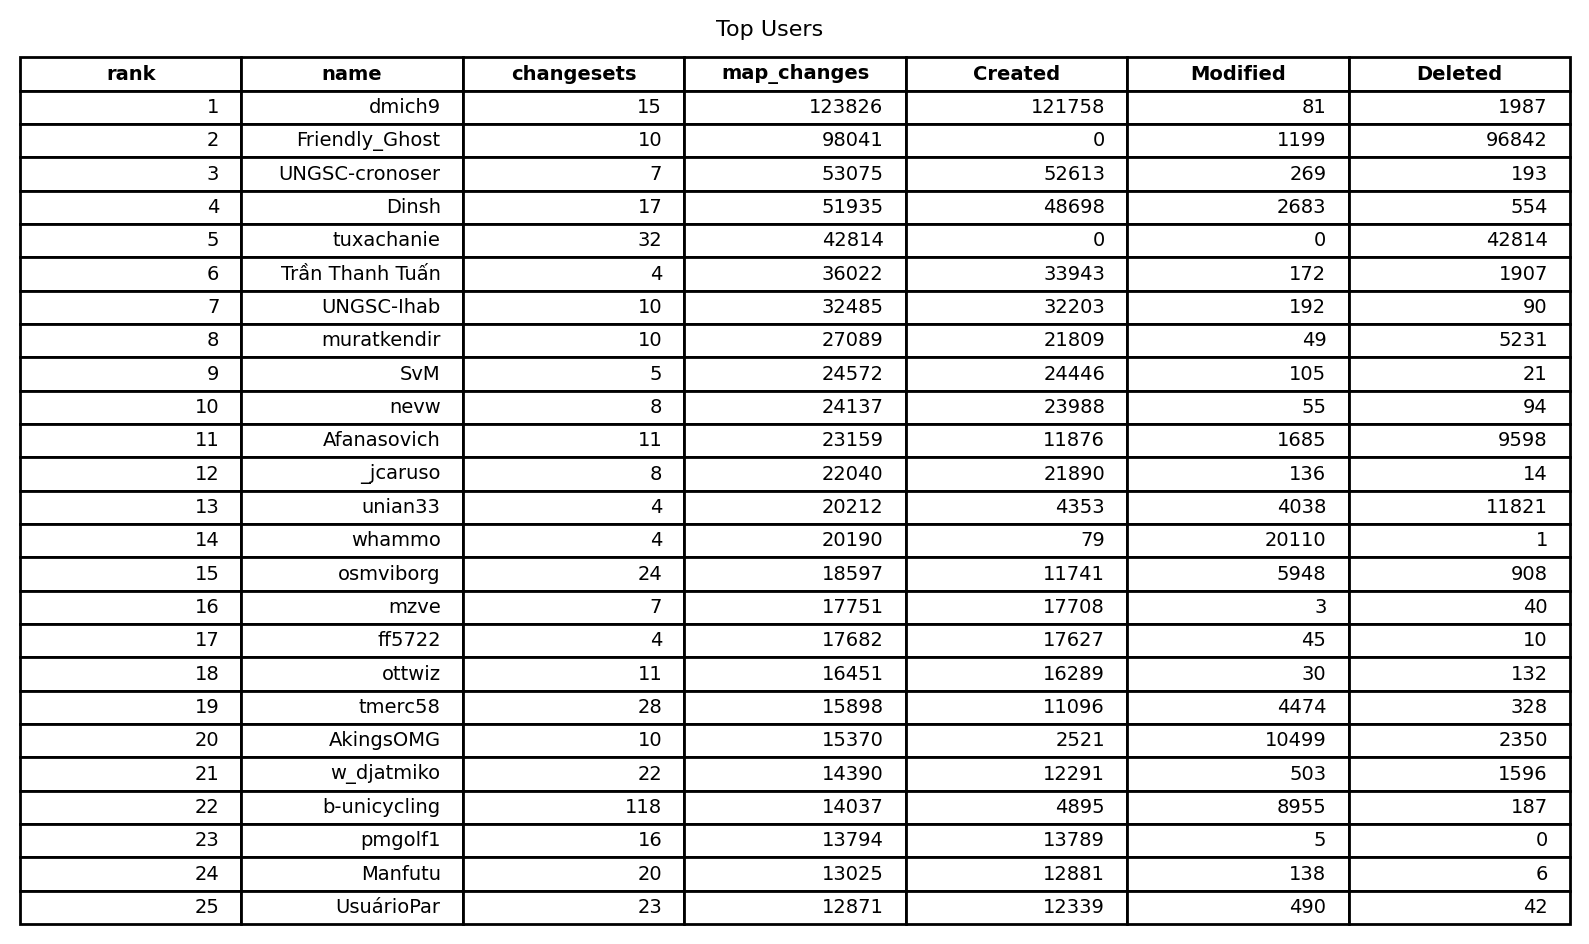 Top Users
rank name changesets map_changes Created Modified Deleted
1 dmich9 15 123826 121758 81 1987
2 Friendly_Ghost 10 98041 0 1199 96842
3 UNGSC-cronoser 7 53075 52613 269 193
4 Dinsh 17 51935 48698 2683 554
5 tuxachanie 32 42814 0 0 42814
6 Trần Thanh Tuấn 4 36022 33943 172 1907
7 UNGSC-Ihab 10 32485 32203 192 90
8 muratkendir 10 27089 21809 49 5231
9 SvM 5 24572 24446 105 21
10 nevw 8 24137 23988 55 94
11 Afanasovich 11 23159 11876 1685 9598
12 _jcaruso 8 22040 21890 136 14
13 unian33 4 20212 4353 4038 11821
14 whammo 4 20190 79 20110 1
15 osmviborg 24 18597 11741 5948 908
16 mzve 7 17751 17708 3 40
17 ff5722 4 17682 17627 45 10
18 ottwiz 11 16451 16289 30 132
19 tmerc58 28 15898 11096 4474 328
20 AkingsOMG 10 15370 2521 10499 2350
21 w_djatmiko 22 14390 12291 503 1596
22 b-unicycling 118 14037 4895 8955 187
23 pmgolf1 16 13794 13789 5 0
24 Manfutu 20 13025 12881 138 6
25 UsuárioPar 23 12871 12339 490 42